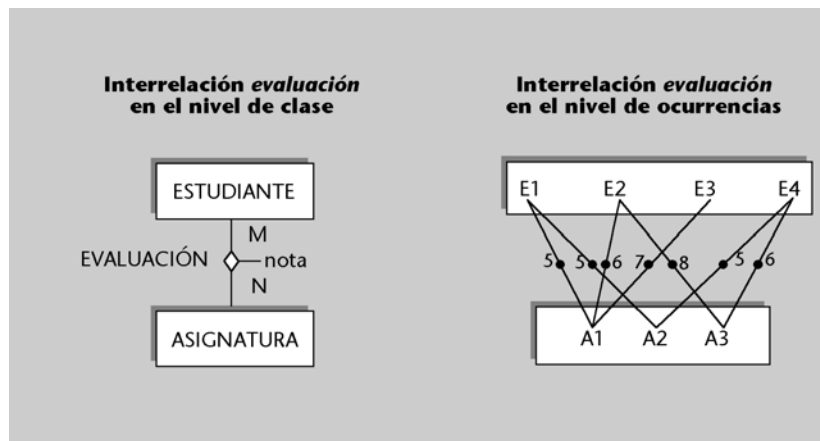 Interrelación evaluación
en el nivel de clase
ESTUDIANTE
M
EVALUACIÓN
nota
N
ASIGNATURA
Interrelación evaluación
en el nivel de ocurrencias
E1 E2 E3 E4
5 5 6 7 8 5 6
A1 A2 A3